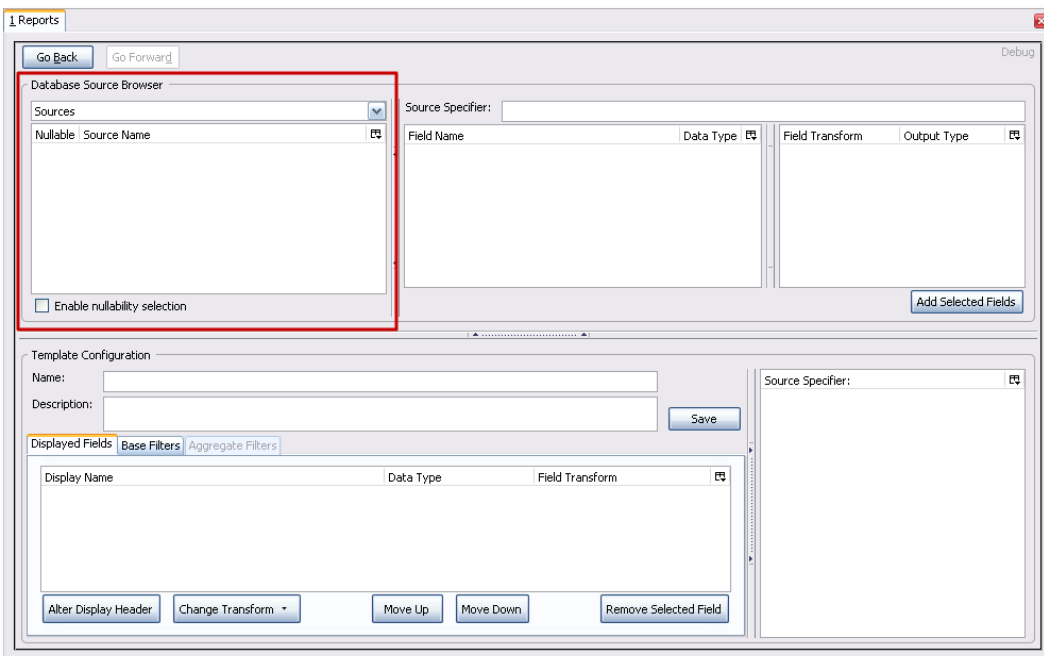 1 Reports
Go Back Go Forward Debug
Database Source Browser
Sources
Nullable Source Name
Enable nullability selection
Source Specifier:
Field Name Data Type
Field Transform Output Type
Add Selected Fields
Template Configuration
Name:
Description:
Save
Displayed Fields Base Filters Aggregate Filters
Display Name Data Type Field Transform
Alter Display Header Change Transform Move Up Move Down Remove Selected Field
Source Specifier: